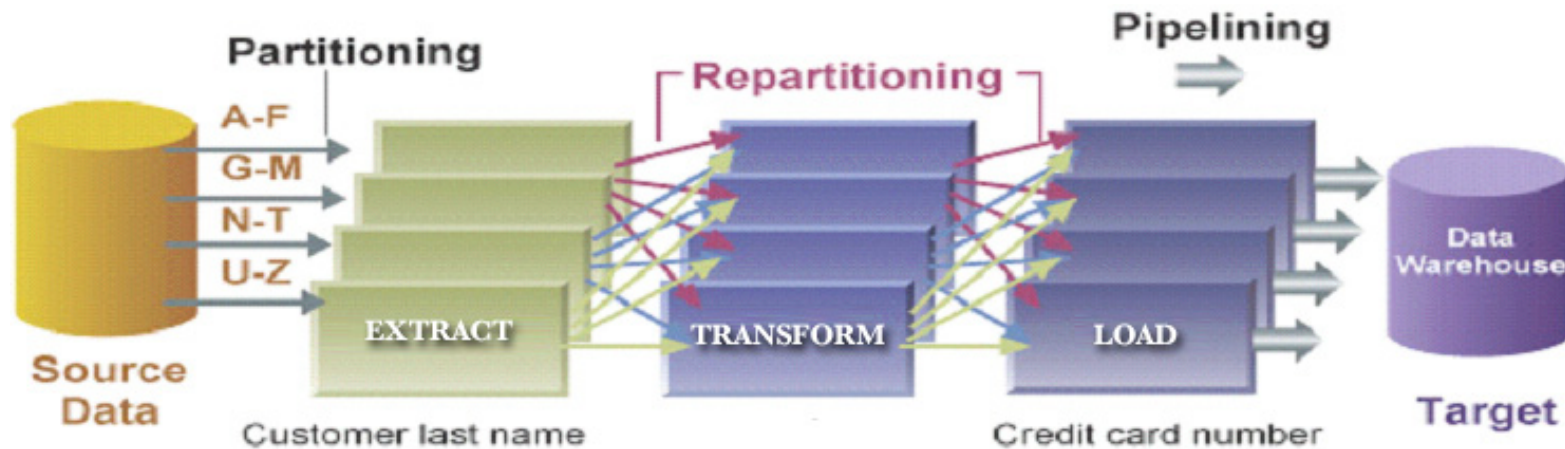 Partitioning
Repartitioning
Pipelining
A-F
G-M
N-T
U-Z
EXTRACT
TRANSFORM
LOAD
Data
Warehouse
Source
Data
Customer last name
Credit card number
Target